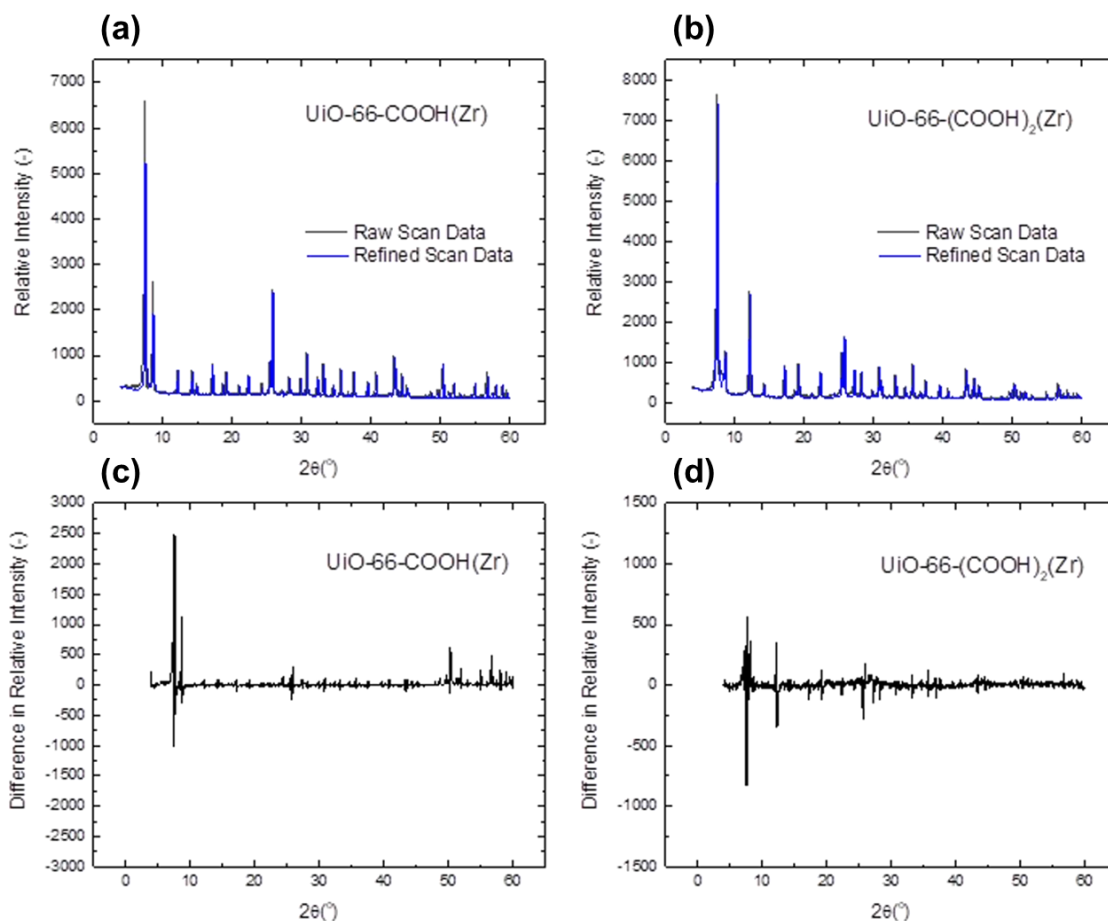 (a)
7000
6000
5000
4000
3000
2000
1000
0
Relative Intensity (-)
UiO-66-COOH(Zr)
Raw Scan Data
Refined Scan Data
0 10 20 30 40 50 60
2θ(°)
(b)
8000
7000
6000
5000
4000
3000
2000
1000
0
Relative Intensity (-)
UiO-66-(COOH)₂(Zr)
Raw Scan Data
Refined Scan Data
0 10 20 30 40 50 60
2θ(°)
(c)
3000
2500
2000
1500
1000
500
0
-500
-1000
-1500
-2000
-2500
-3000
Difference in Relative Intensity (-)
UiO-66-COOH(Zr)
0 10 20 30 40 50 60
2θ(°)
(d)
1500
1000
500
0
-500
-1000
-1500
Difference in Relative Intensity (-)
UiO-66-(COOH)₂(Zr)
0 10 20 30 40 50 60
2θ(°)